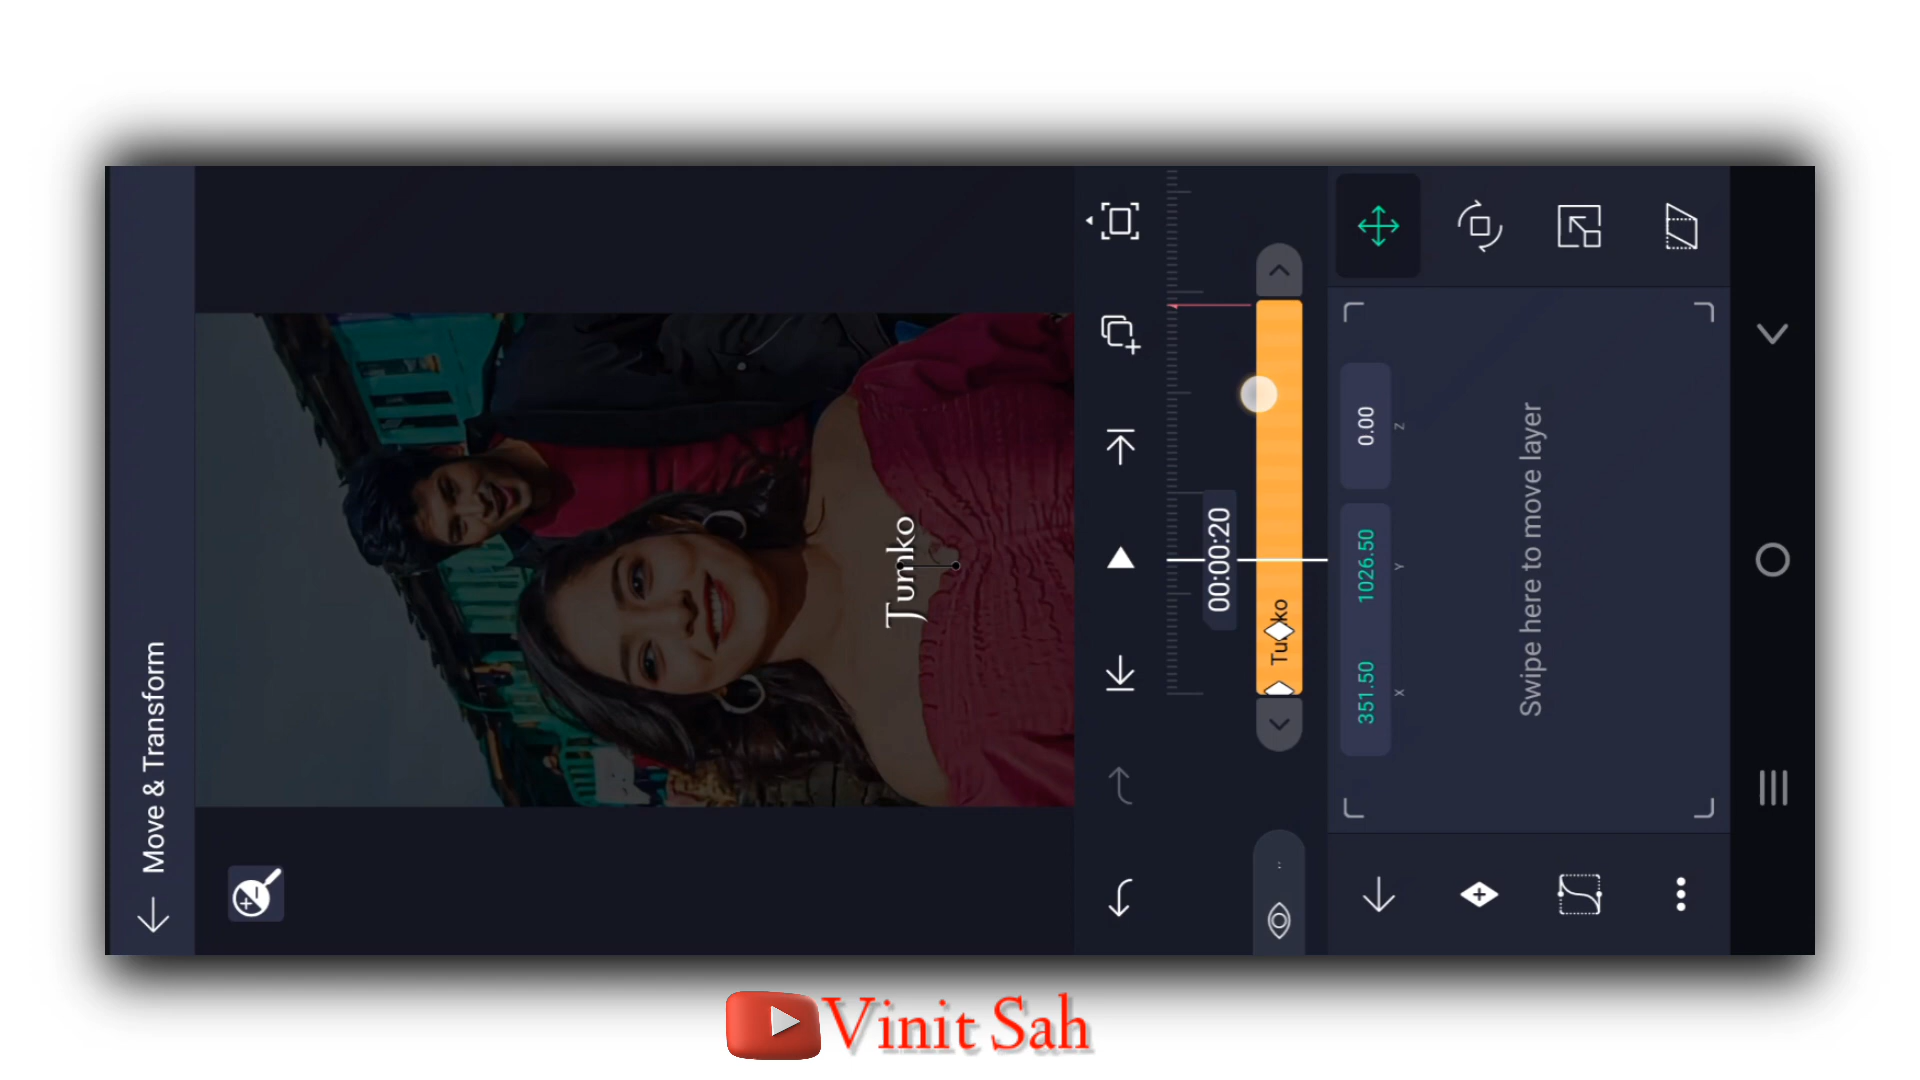 Move & Transform
Tumko
00:00:20
351.50
1026.50
0.00
X
Y
Z
Swipe here to move layer
Vinit Sah